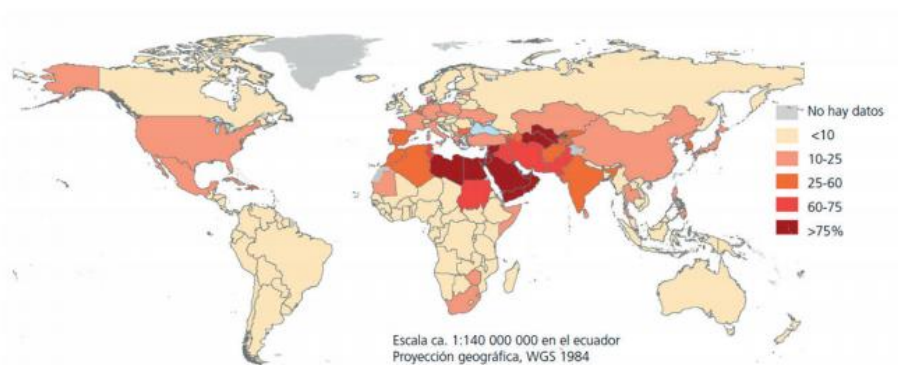 No hay datos
<10
10-25
25-60
60-75
>75%
Escala ca. 1:140 000 000 en el ecuador
Proyección geográfica, WGS 1984